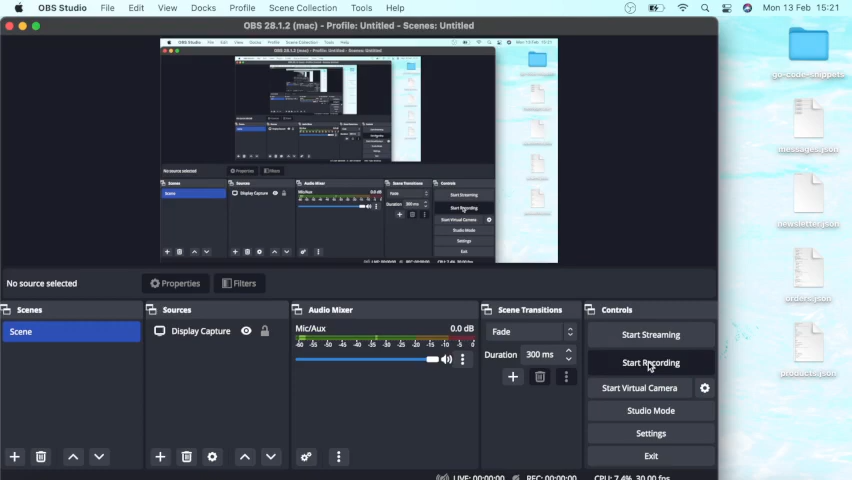 OBS Studio File Edit View Docks Profile Scene Collection Tools Help Mon 13 Feb 15:21
OBS 28.1.2 (mac) - Profile: Untitled - Scenes: Untitled
go-code-snippets
messages.json
newsletter.json
orders.json
products.json
No source selected Properties Filters
Scenes Sources Audio Mixer Scene Transitions Controls
Scene
Display Capture
Mic/Aux 0.0 dB
-60 -55 -50 -45 -40 -35 -30 -25 -20 -15 -10 -5 0
Fade
Duration 300 ms
Start Streaming
Start Recording
Start Virtual Camera
Studio Mode
Settings
Exit
LIVE: 00:00:00 REC: 00:00:00 CPU: 7.4%, 30.00 fps